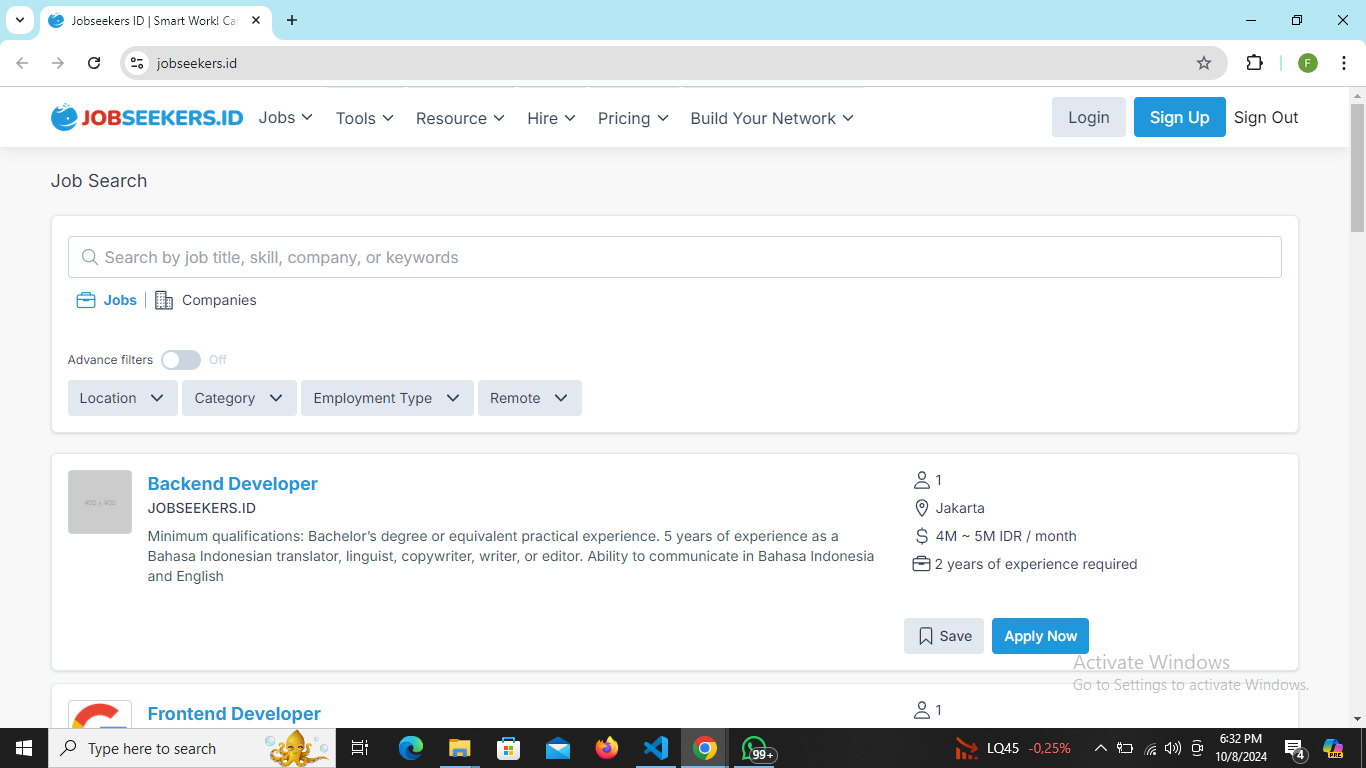 Jobseekers ID | Smart Work! Ca
jobseekers.id
F
JOBSEEKERS.ID
Jobs
Tools
Resource
Hire
Pricing
Build Your Network
Login
Sign Up
Sign Out
Job Search
Search by job title, skill, company, or keywords
Jobs
Companies
Advance filters
Off
Location
Category
Employment Type
Remote
400 x 400
Backend Developer
JOBSEEKERS.ID
Minimum qualifications: Bachelor’s degree or equivalent practical experience. 5 years of experience as a
Bahasa Indonesian translator, linguist, copywriter, writer, or editor. Ability to communicate in Bahasa Indonesia
and English
1
Jakarta
4M ~ 5M IDR / month
2 years of experience required
Save
Apply Now
Activate Windows
Go to Settings to activate Windows.
Frontend Developer
1
Type here to search
99+
LQ45
-0,25%
6:32 PM
10/8/2024
4
PRE